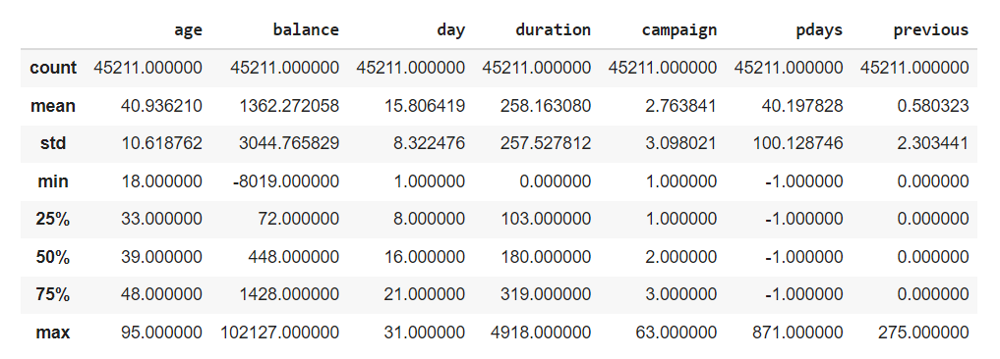 age balance day duration campaign pdays previous
count 45211.000000 45211.000000 45211.000000 45211.000000 45211.000000 45211.000000 45211.000000
mean 40.936210 1362.272058 15.806419 258.163080 2.763841 40.197828 0.580323
std 10.618762 3044.765829 8.322476 257.527812 3.098021 100.128746 2.303441
min 18.000000 -8019.000000 1.000000 0.000000 1.000000 -1.000000 0.000000
25% 33.000000 72.000000 8.000000 103.000000 1.000000 -1.000000 0.000000
50% 39.000000 448.000000 16.000000 180.000000 2.000000 -1.000000 0.000000
75% 48.000000 1428.000000 21.000000 319.000000 3.000000 -1.000000 0.000000
max 95.000000 102127.000000 31.000000 4918.000000 63.000000 871.000000 275.000000